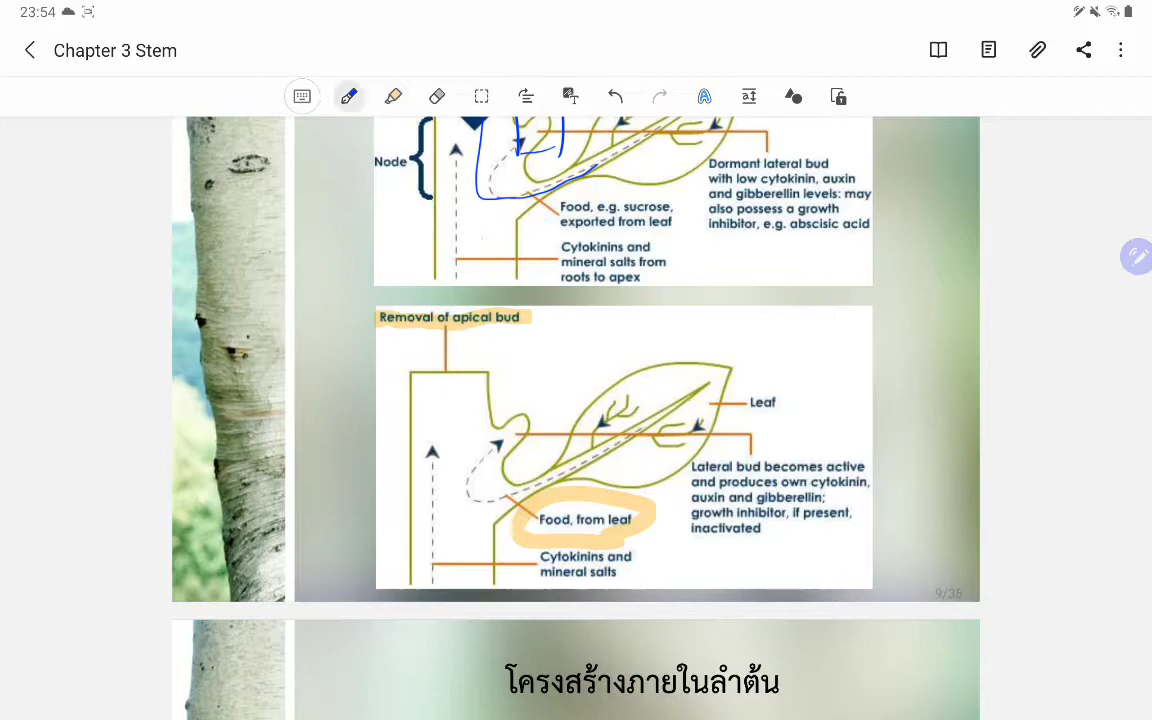 23:54
Chapter 3 Stem
Node
Dormant lateral bud
with low cytokinin, auxin
and gibberellin levels: may
also possess a growth
inhibitor, e.g. abscisic acid
Food, e.g. sucrose,
exported from leaf
Cytokinins and
mineral salts from
roots to apex
Removal of apical bud
Leaf
Lateral bud becomes active
and produces own cytokinin,
auxin and gibberellin;
growth inhibitor, if present,
inactivated
Food, from leaf
Cytokinins and
mineral salts
9/35
โครงสร้างภายในลำต้น